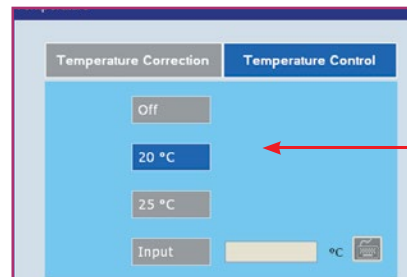 Temperature Correction Temperature Control
Off
20 °C
25 °C
Input °C